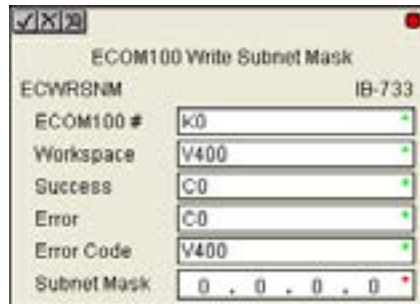 ECOM100 Write Subnet Mask
ECWRSNM IB-733
ECOM100 # K0
Workspace V400
Success C0
Error C0
Error Code V400
Subnet Mask 0 . 0 . 0 . 0